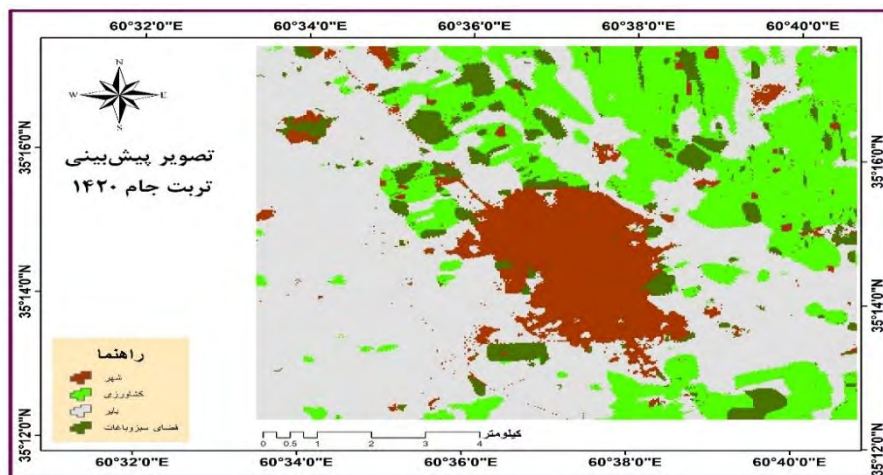 60°32'0"E 60°34'0"E 60°36'0"E 60°38'0"E 60°40'0"E
N
W E
S
تصویر پیش‌بینی
تربت جام ۱۴۲۰
35°16'0"N 35°16'0"N
35°14'0"N 35°14'0"N
35°12'0"N 35°12'0"N
راهنما
شهر
کشاورزی
بایر
فضای سبزوباغات
کیلومتر
0 0.5 1 2 3 4
60°32'0"E 60°34'0"E 60°36'0"E 60°38'0"E 60°40'0"E